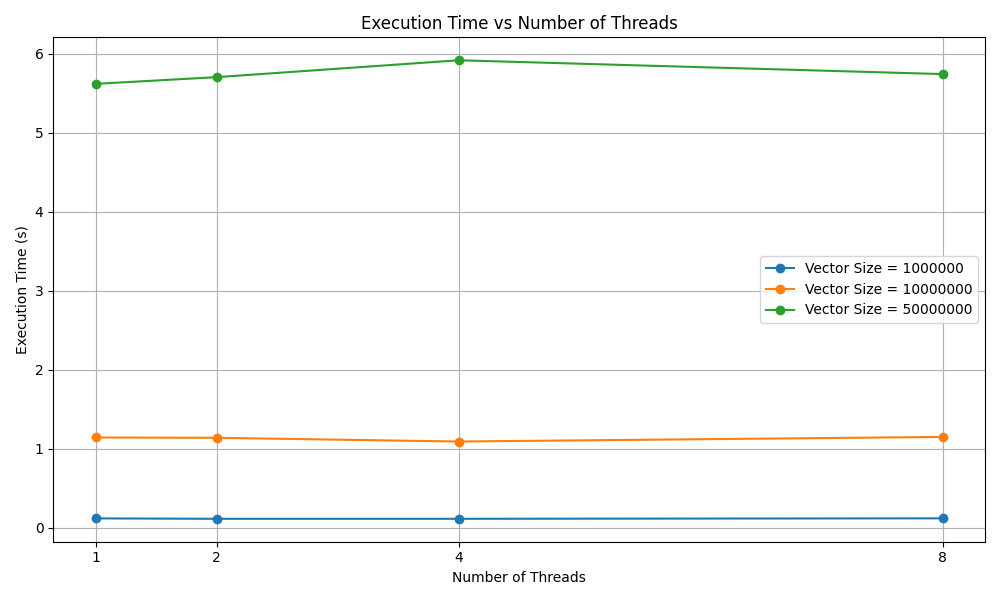 Execution Time vs Number of Threads
Execution Time (s)
6
5
4
3
2
1
0
Vector Size = 1000000
Vector Size = 10000000
Vector Size = 50000000
1 2 4 8
Number of Threads